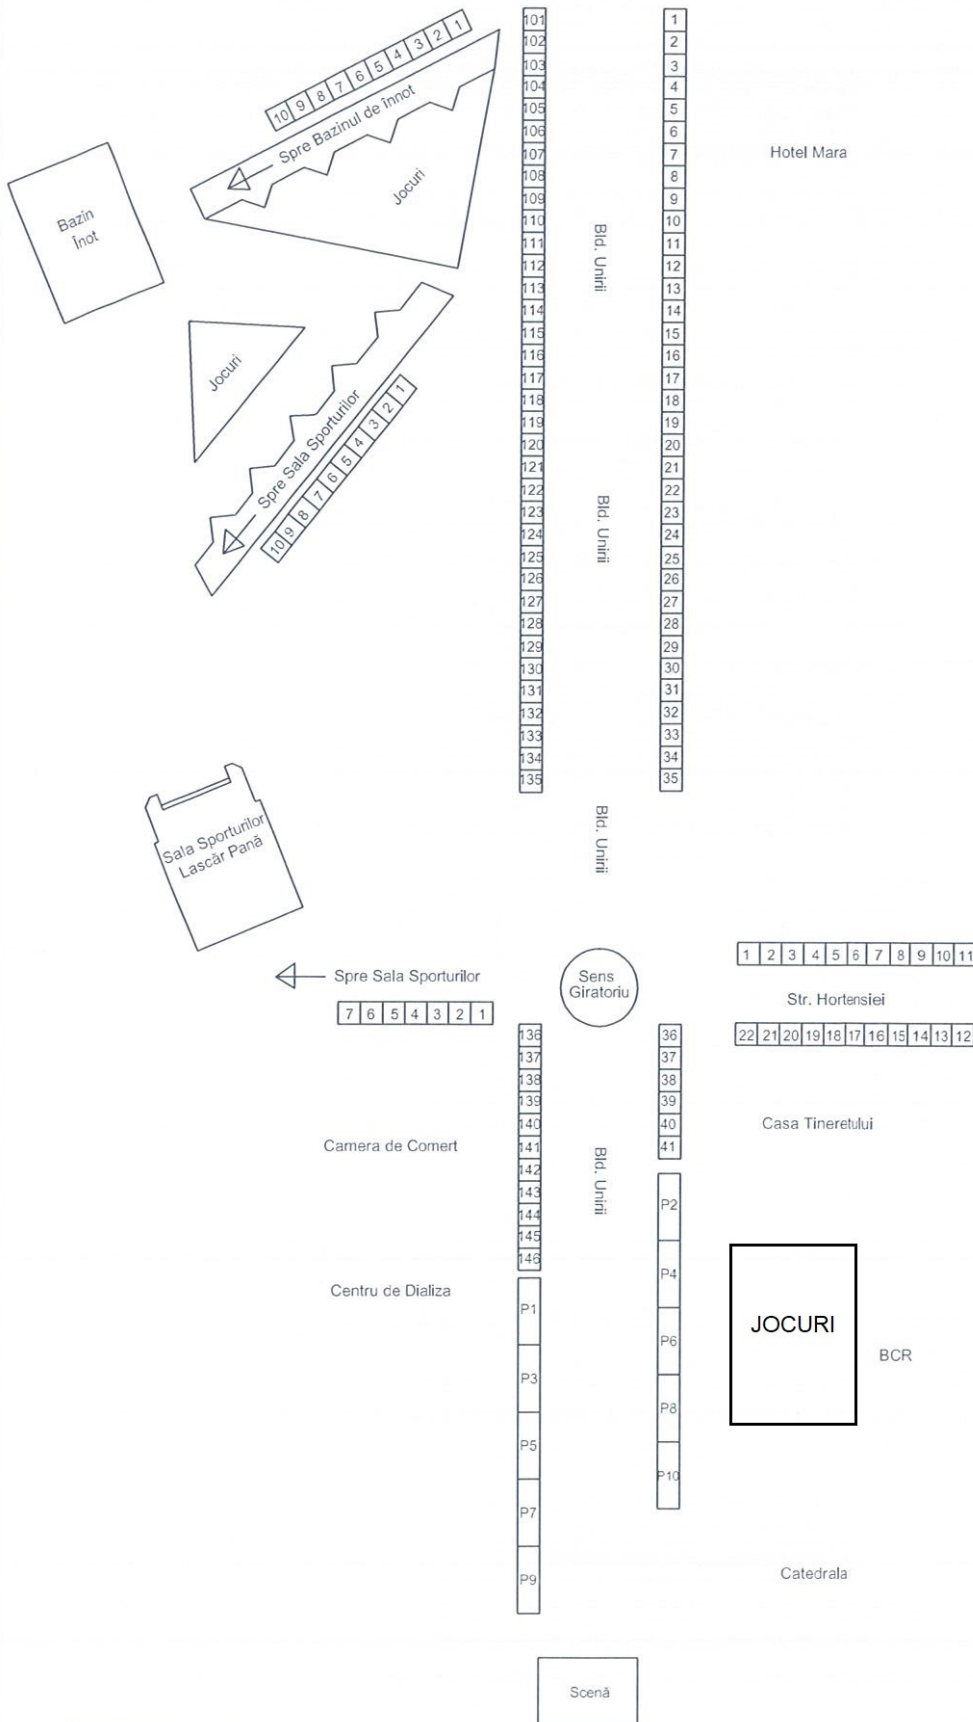 10 9 8 7 6 5 4 3 2 1
Spre Bazinul de înnot
Jocuri
Bazin
Înot
Jocuri
Spre Sala Sporturilor
10 9 8 7 6 5 4 3 2 1
101
102
103
104
105
106
107
108
109
110
111
112
113
114
115
116
117
118
119
120
121
122
123
124
125
126
127
128
129
130
131
132
133
134
135
Bld. Unirii
Bld. Unirii
Bld. Unirii
1
2
3
4
5
6
7
8
9
10
11
12
13
14
15
16
17
18
19
20
21
22
23
24
25
26
27
28
29
30
31
32
33
34
35
Hotel Mara
Sala Sporturilor
Lascăr Pană
Spre Sala Sporturilor
7 6 5 4 3 2 1
Sens
Giratoriu
1 2 3 4 5 6 7 8 9 10 11
Str. Hortensiei
22 21 20 19 18 17 16 15 14 13 12
136
137
138
139
140
141
142
143
144
145
146
P1
P3
P5
P7
P9
Camera de Comert
Centru de Dializa
Bld. Unirii
36
37
38
39
40
41
P2
P4
P6
P8
P10
Casa Tineretului
JOCURI
BCR
Catedrala
Scenă